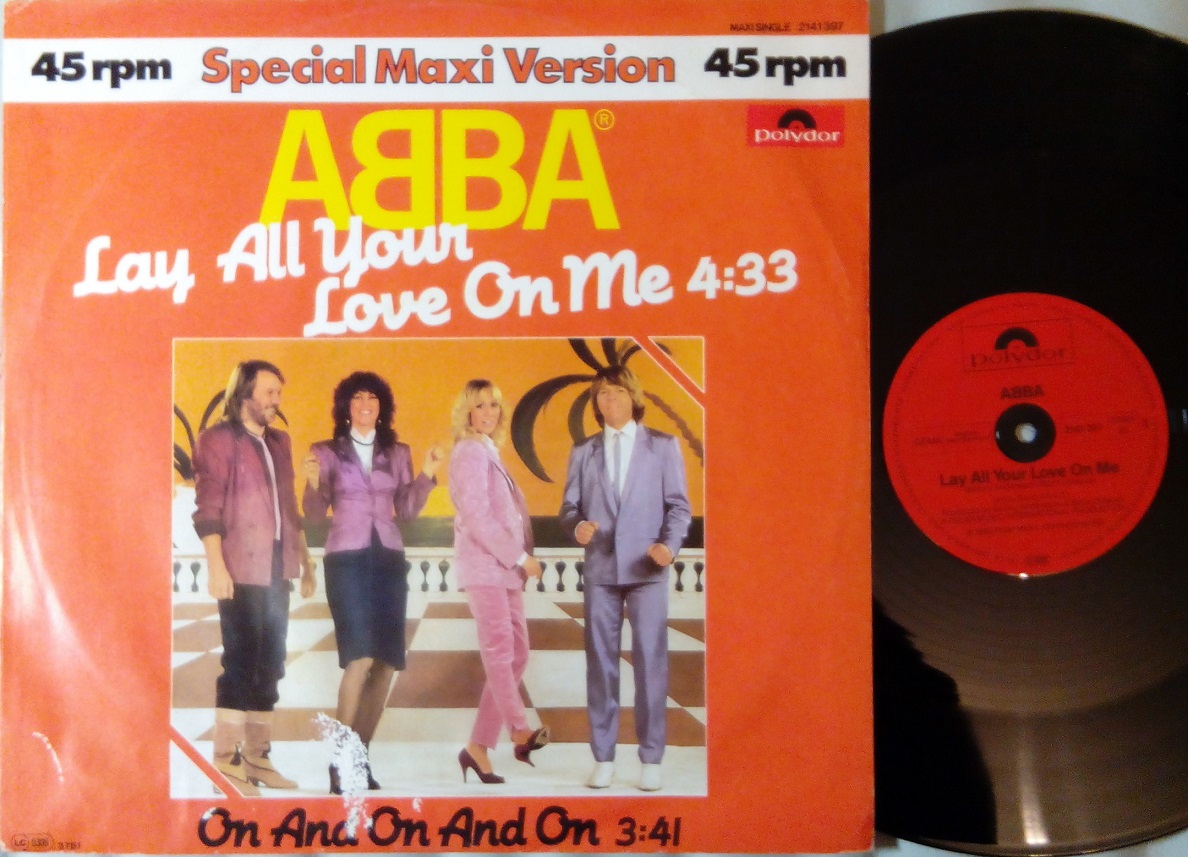 MAXI SINGLE 2141 397
45 rpm Special Maxi Version 45 rpm
ABBA®
polydor
Lay All Your
Love On Me 4:33
On And On And On 3:41
LC
polydor
ABBA
Lay All Your Love On Me